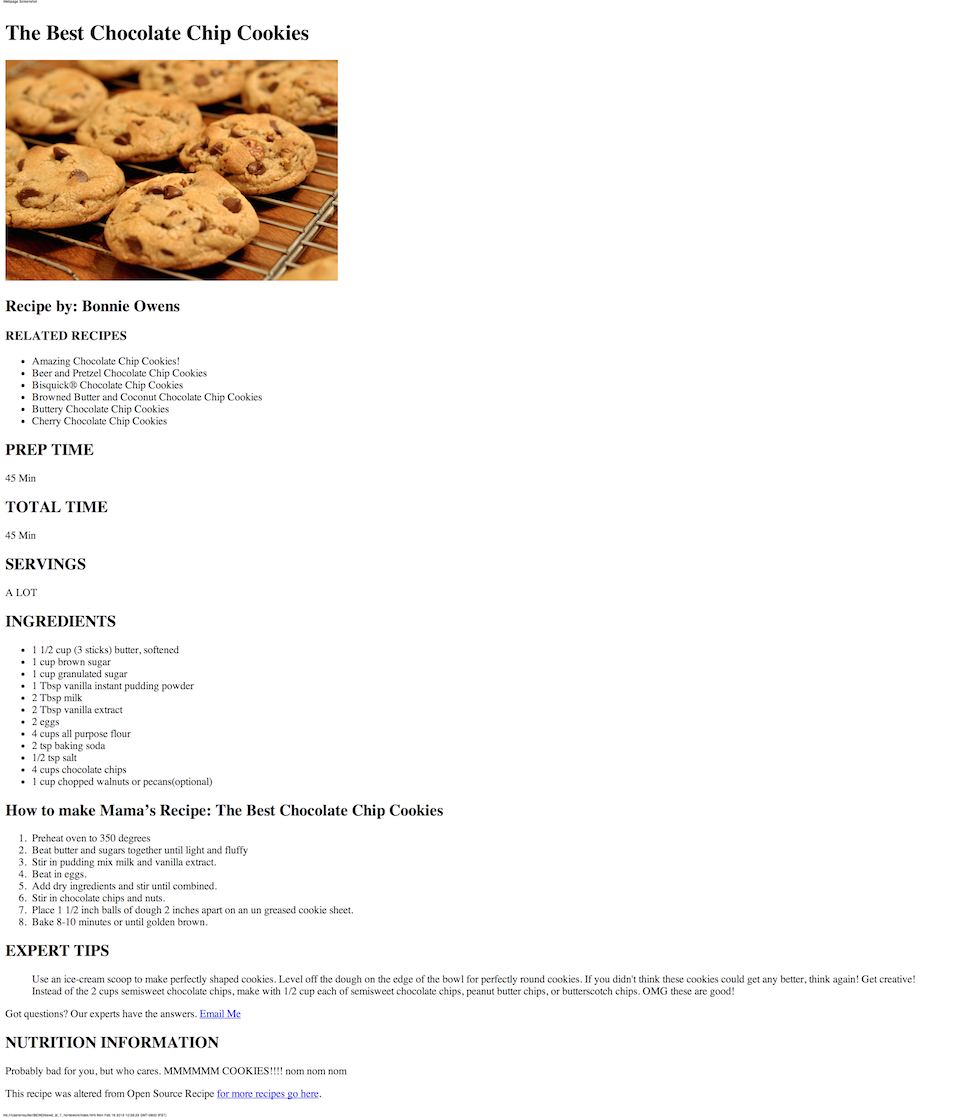 Webpage Screenshot
The Best Chocolate Chip Cookies
Recipe by: Bonnie Owens
RELATED RECIPES
• Amazing Chocolate Chip Cookies!
• Beer and Pretzel Chocolate Chip Cookies
• Bisquick® Chocolate Chip Cookies
• Browned Butter and Coconut Chocolate Chip Cookies
• Buttery Chocolate Chip Cookies
• Cherry Chocolate Chip Cookies
PREP TIME
45 Min
TOTAL TIME
45 Min
SERVINGS
A LOT
INGREDIENTS
• 1 1/2 cup (3 sticks) butter, softened
• 1 cup brown sugar
• 1 cup granulated sugar
• 1 Tbsp vanilla instant pudding powder
• 2 Tbsp milk
• 2 Tbsp vanilla extract
• 2 eggs
• 4 cups all purpose flour
• 2 tsp baking soda
• 1/2 tsp salt
• 4 cups chocolate chips
• 1 cup chopped walnuts or pecans(optional)
How to make Mama’s Recipe: The Best Chocolate Chip Cookies
1. Preheat oven to 350 degrees
2. Beat butter and sugars together until light and fluffy
3. Stir in pudding mix milk and vanilla extract.
4. Beat in eggs.
5. Add dry ingredients and stir until combined.
6. Stir in chocolate chips and nuts.
7. Place 1 1/2 inch balls of dough 2 inches apart on an un greased cookie sheet.
8. Bake 8-10 minutes or until golden brown.
EXPERT TIPS
Use an ice-cream scoop to make perfectly shaped cookies. Level off the dough on the edge of the bowl for perfectly round cookies. If you didn't think these cookies could get any better, think again! Get creative!
Instead of the 2 cups semisweet chocolate chips, make with 1/2 cup each of semisweet chocolate chips, peanut butter chips, or butterscotch chips. OMG these are good!
Got questions? Our experts have the answers. Email Me
NUTRITION INFORMATION
Probably bad for you, but who cares. MMMMMM COOKIES!!!! nom nom nom
This recipe was altered from Open Source Recipe for more recipes go here.